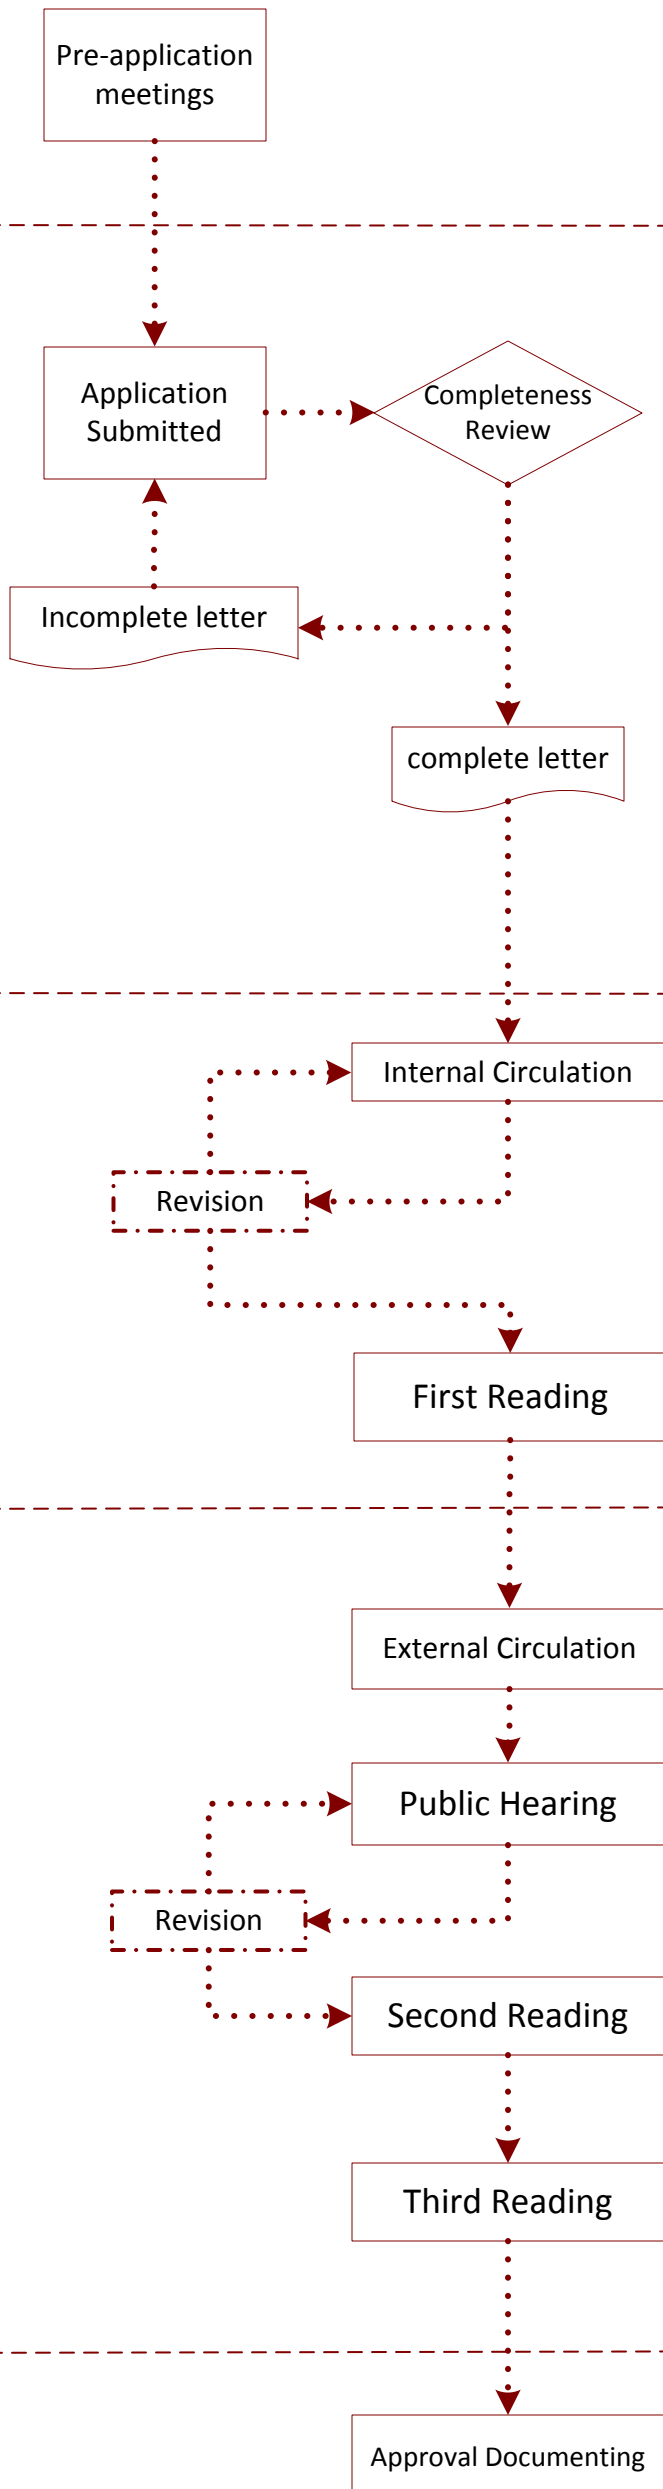 Pre-application
meetings
Application
Submitted
Completeness
Review
Incomplete letter
complete letter
Internal Circulation
Revision
First Reading
External Circulation
Public Hearing
Revision
Second Reading
Third Reading
Approval Documenting